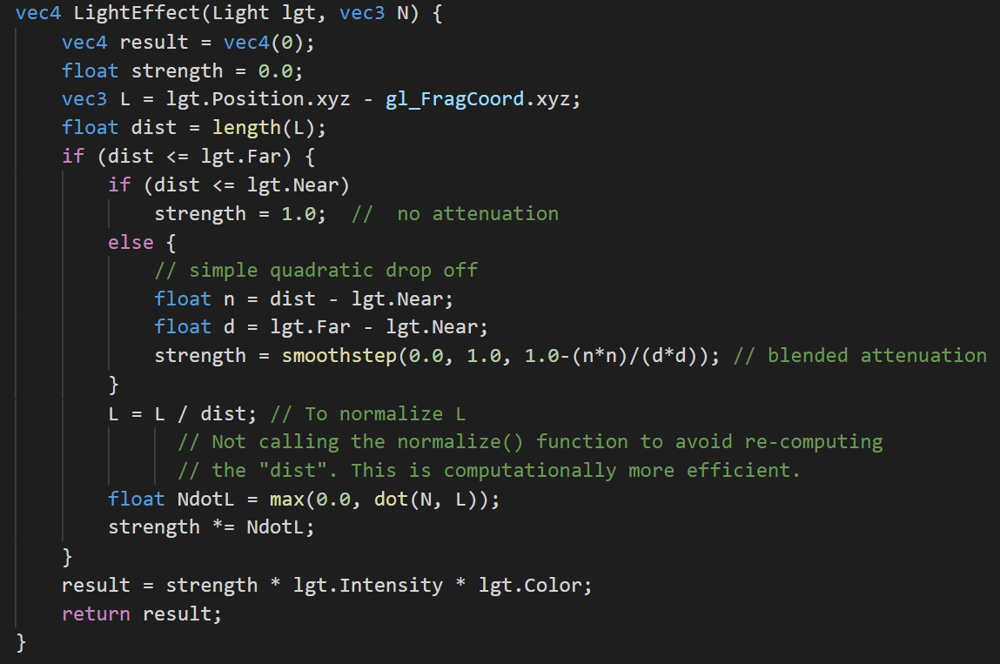 vec4 LightEffect(Light lgt, vec3 N) {
    vec4 result = vec4(0);
    float strength = 0.0;
    vec3 L = lgt.Position.xyz - gl_FragCoord.xyz;
    float dist = length(L);
    if (dist <= lgt.Far) {
        if (dist <= lgt.Near)
            strength = 1.0;  //  no attenuation
        else {
            // simple quadratic drop off
            float n = dist - lgt.Near;
            float d = lgt.Far - lgt.Near;
            strength = smoothstep(0.0, 1.0, 1.0-(n*n)/(d*d)); // blended attenuation
        }
        L = L / dist; // To normalize L
              // Not calling the normalize() function to avoid re-computing
              // the "dist". This is computationally more efficient.
        float NdotL = max(0.0, dot(N, L));
        strength *= NdotL;
    }
    result = strength * lgt.Intensity * lgt.Color;
    return result;
}